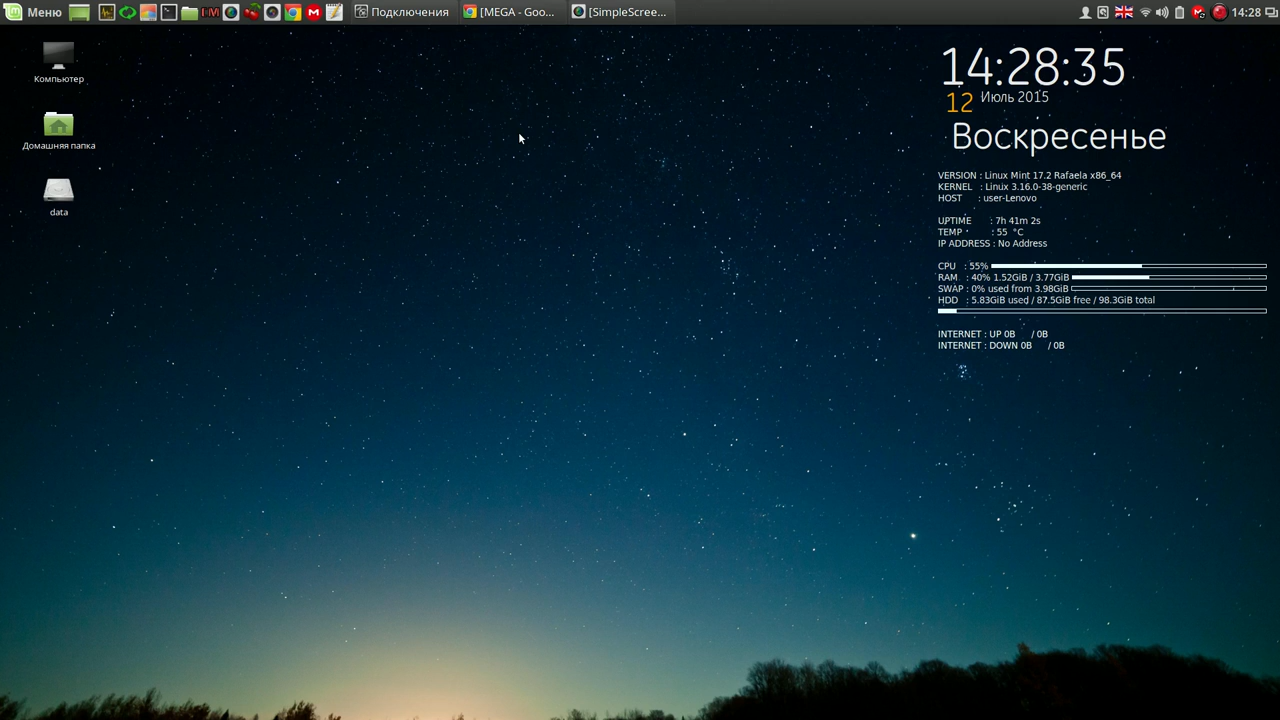 Меню
Подключения
[MEGA - Goo...
[SimpleScree...
14:28
Компьютер
Домашняя папка
data
14:28:35
12 Июль 2015
Воскресенье
VERSION : Linux Mint 17.2 Rafaela x86_64
KERNEL : Linux 3.16.0-38-generic
HOST : user-Lenovo
UPTIME : 7h 41m 2s
TEMP : 55 °C
IP ADDRESS : No Address
CPU : 55%
RAM : 40% 1.52GiB / 3.77GiB
SWAP : 0% used from 3.98GiB
HDD : 5.83GiB used / 87.5GiB free / 98.3GiB total
INTERNET : UP 0B / 0B
INTERNET : DOWN 0B / 0B